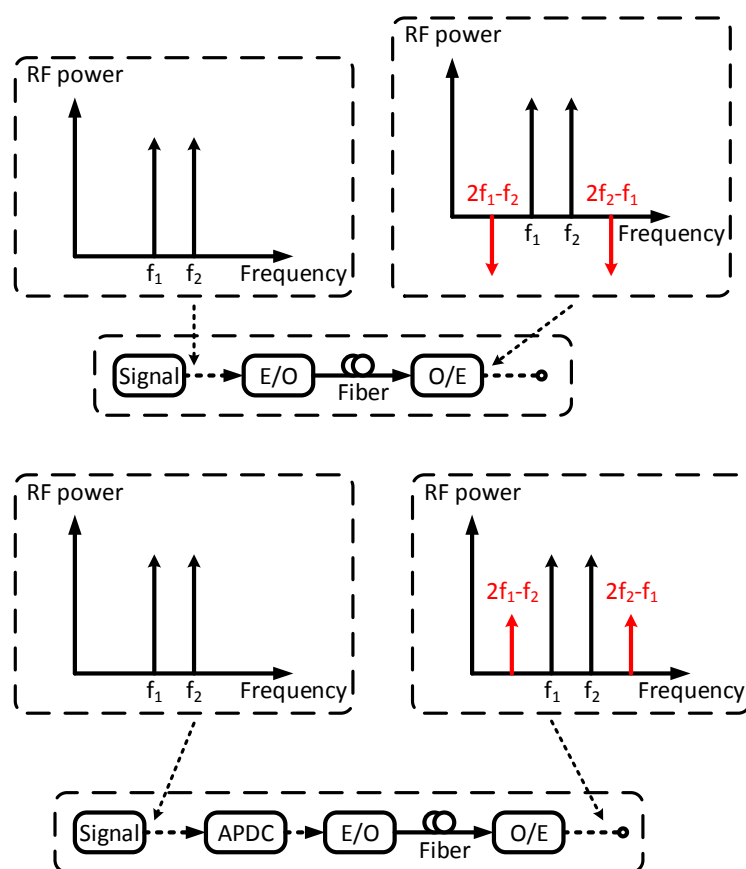 RF power
f₁
f₂
Frequency
RF power
2f₁-f₂
2f₂-f₁
f₁
f₂
Frequency
Signal
E/O
Fiber
O/E
RF power
f₁
f₂
Frequency
RF power
2f₁-f₂
2f₂-f₁
f₁
f₂
Frequency
Signal
APDC
E/O
Fiber
O/E